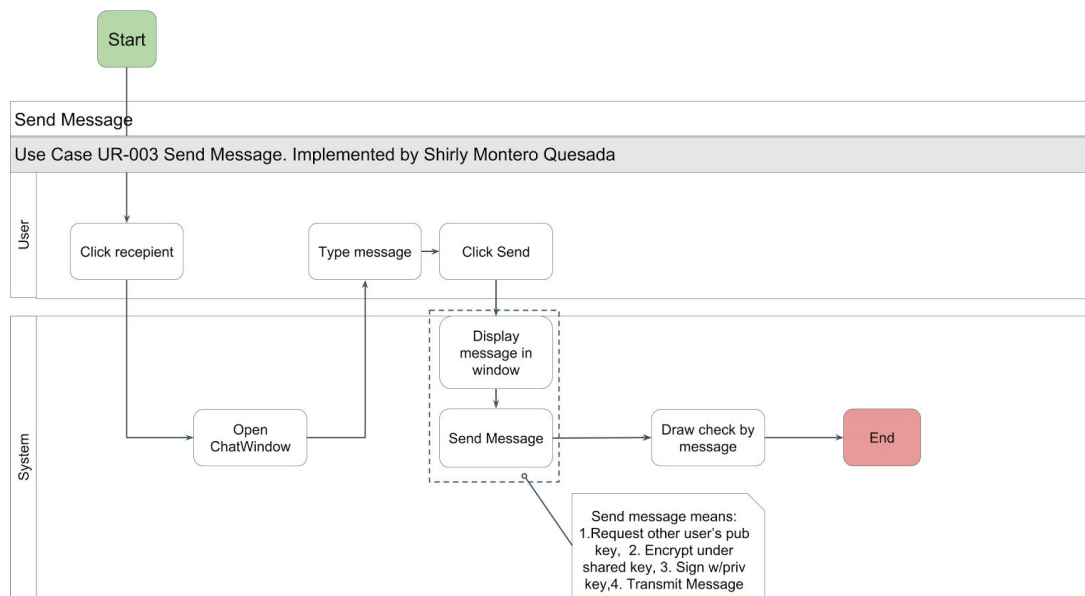 Start
Send Message
Use Case UR-003 Send Message. Implemented by Shirly Montero Quesada
User
Click recepient
Type message
Click Send
System
Display
message in
window
Open
ChatWindow
Send Message
Draw check by
message
End
Send message means:
1.Request other user's pub
key,  2. Encrypt under
shared key, 3. Sign w/priv
key,4. Transmit Message